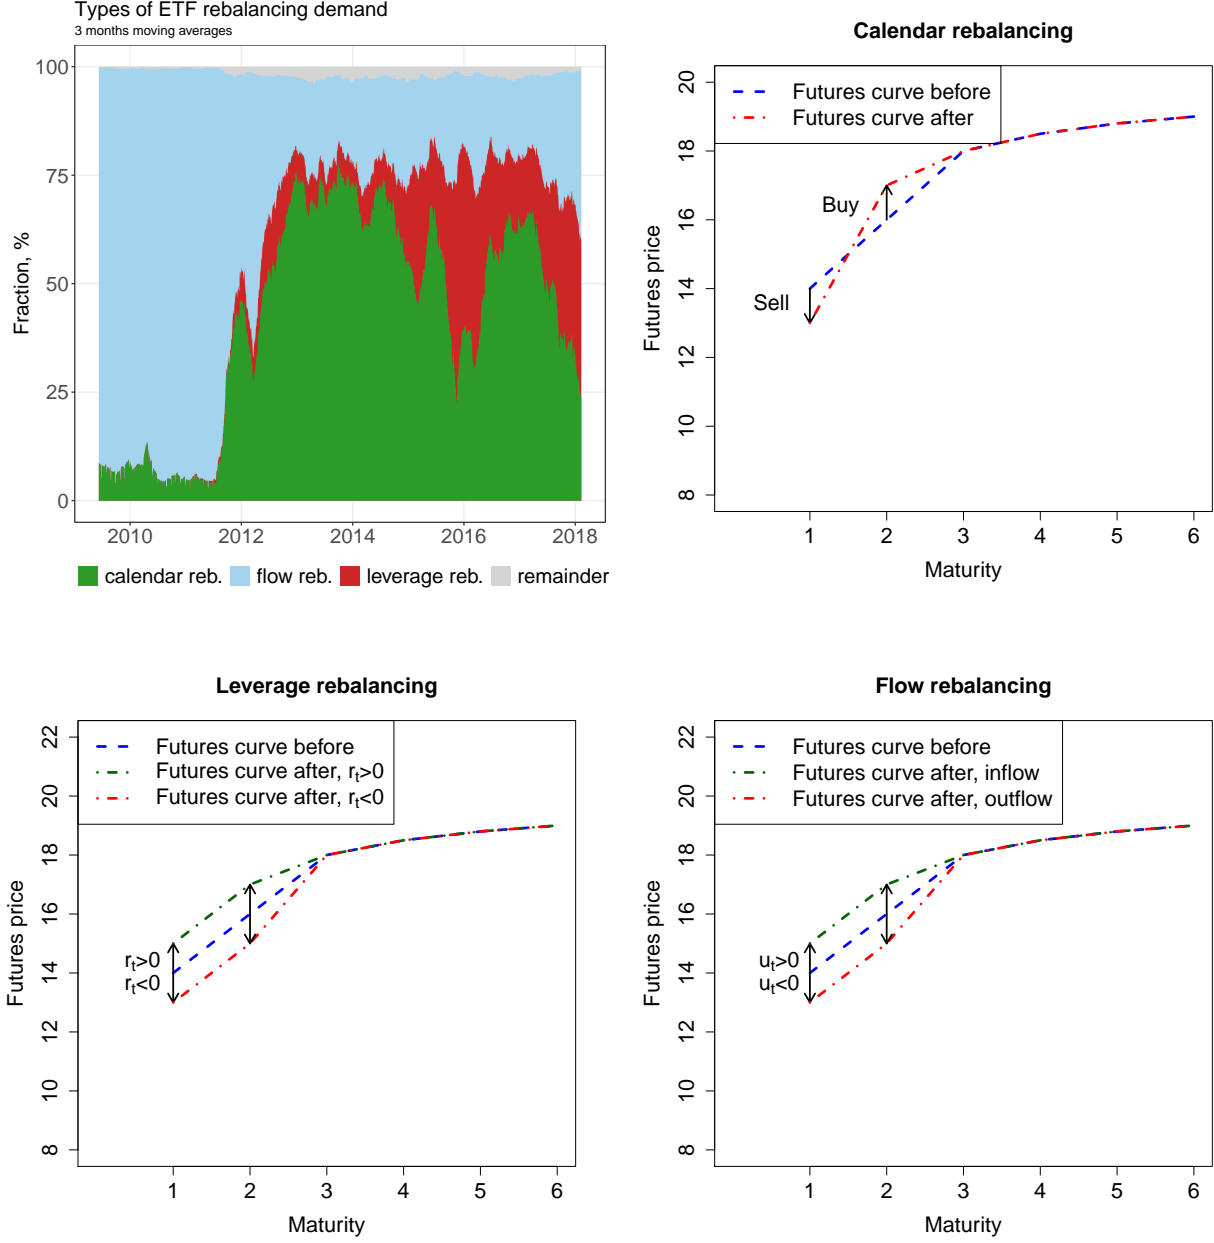 Types of ETF rebalancing demand
3 months moving averages
100
75
50
25
0
Fraction, %
2010 2012 2014 2016 2018
calendar reb. flow reb. leverage reb. remainder
Calendar rebalancing
Futures curve before
Futures curve after
Buy
Sell
20
18
16
14
12
10
8
Futures price
1 2 3 4 5 6
Maturity
Leverage rebalancing
Futures curve before
Futures curve after, rₜ>0
Futures curve after, rₜ<0
rₜ>0
rₜ<0
22
20
18
16
14
12
10
8
Futures price
1 2 3 4 5 6
Maturity
Flow rebalancing
Futures curve before
Futures curve after, inflow
Futures curve after, outflow
uₜ>0
uₜ<0
22
20
18
16
14
12
10
8
Futures price
1 2 3 4 5 6
Maturity